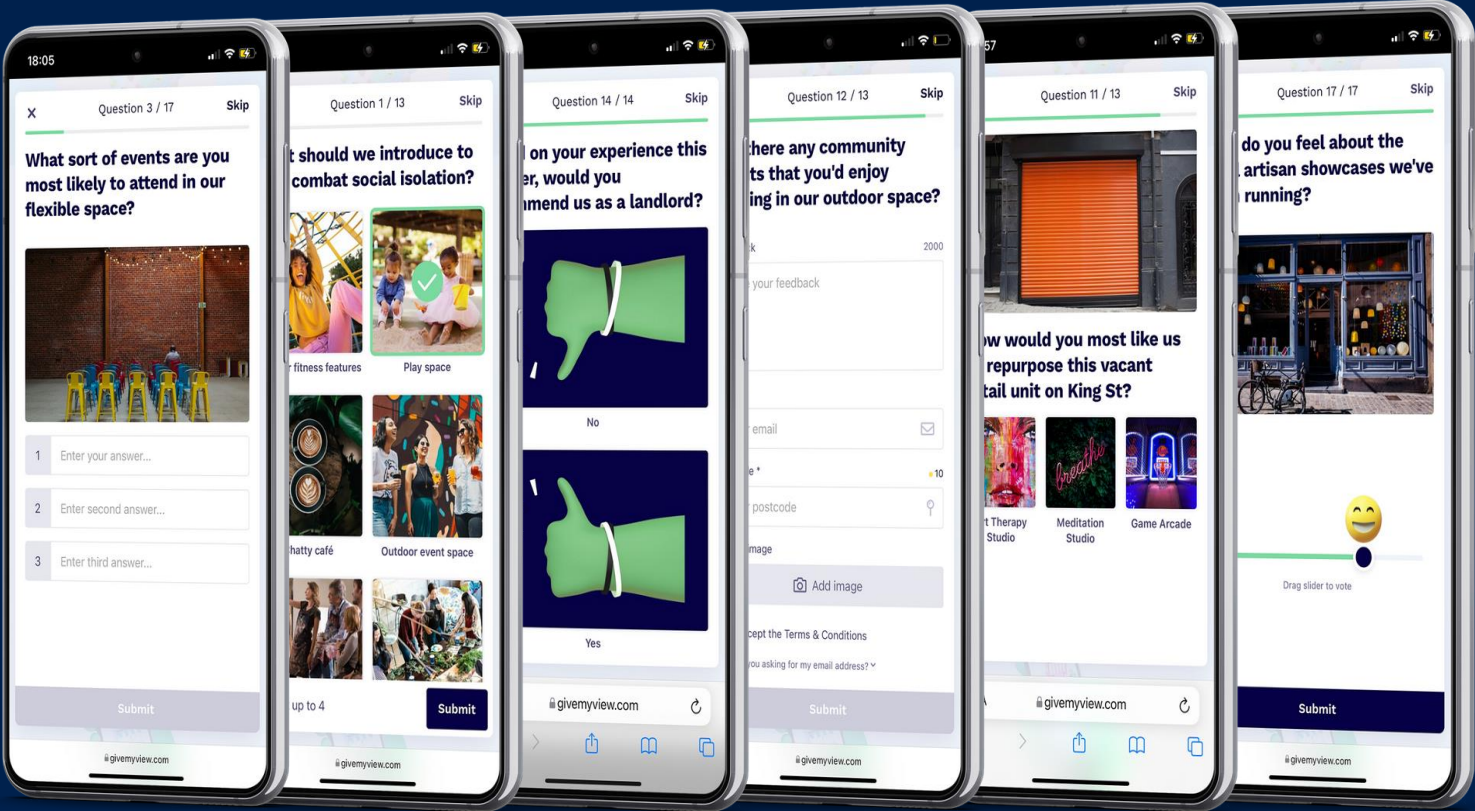 18:05
Question 3 / 17
Skip
What sort of events are you
most likely to attend in our
flexible space?
1 Enter your answer...
2 Enter second answer...
3 Enter third answer...
Submit
givemyview.com
Question 1 / 13
Skip
should we introduce to
combat social isolation?
fitness features
Play space
café
Outdoor event space
up to 4
Submit
givemyview.com
Question 14 / 14
Skip
on your experience this
would you
us as a landlord?
No
Yes
givemyview.com
Question 12 / 13
Skip
there any community
that you'd enjoy
in our outdoor space?
2000
your feedback
email
*
10
postcode
Add image
the Terms & Conditions
you asking for my email address?
Submit
givemyview.com
57
Question 11 / 13
Skip
would you most like us
repurpose this vacant
unit on King St?
breathe
Therapy
Studio
Meditation
Studio
Game Arcade
givemyview.com
Question 17 / 17
Skip
do you feel about the
artisan showcases we've
running?
Drag slider to vote
Submit
givemyview.com